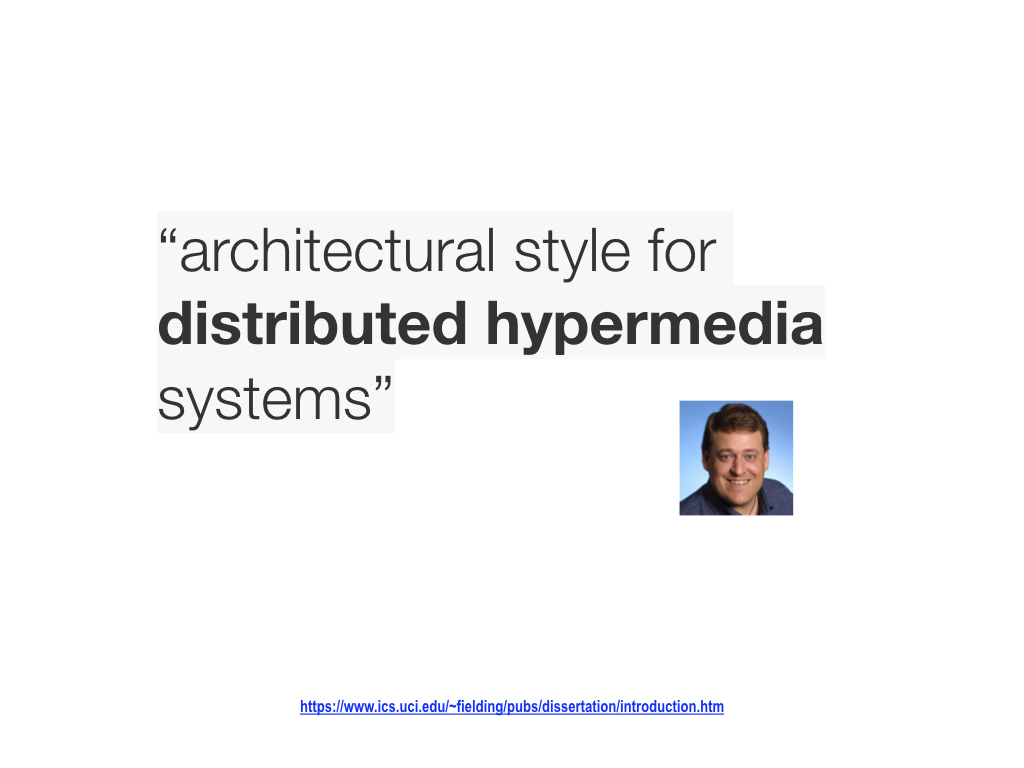 “architectural style for
distributed hypermedia
systems”
https://www.ics.uci.edu/~fielding/pubs/dissertation/introduction.htm